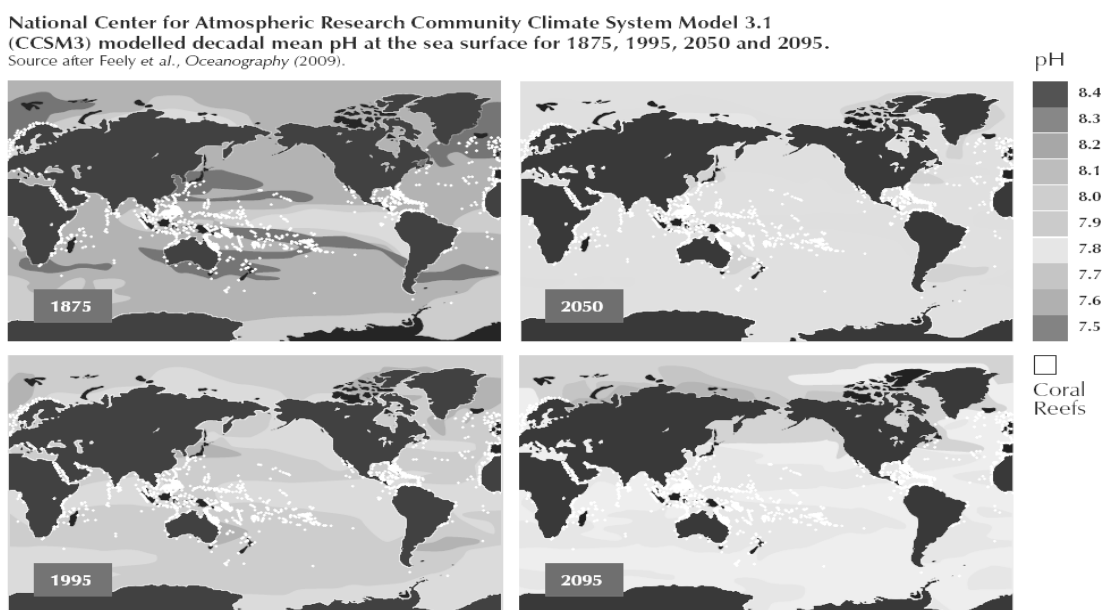 National Center for Atmospheric Research Community Climate System Model 3.1
(CCSM3) modelled decadal mean pH at the sea surface for 1875, 1995, 2050 and 2095.
Source after Feely et al., Oceanography (2009).
pH
8.4
8.3
8.2
8.1
8.0
7.9
7.8
7.7
7.6
7.5
Coral
Reefs
1875
2050
1995
2095